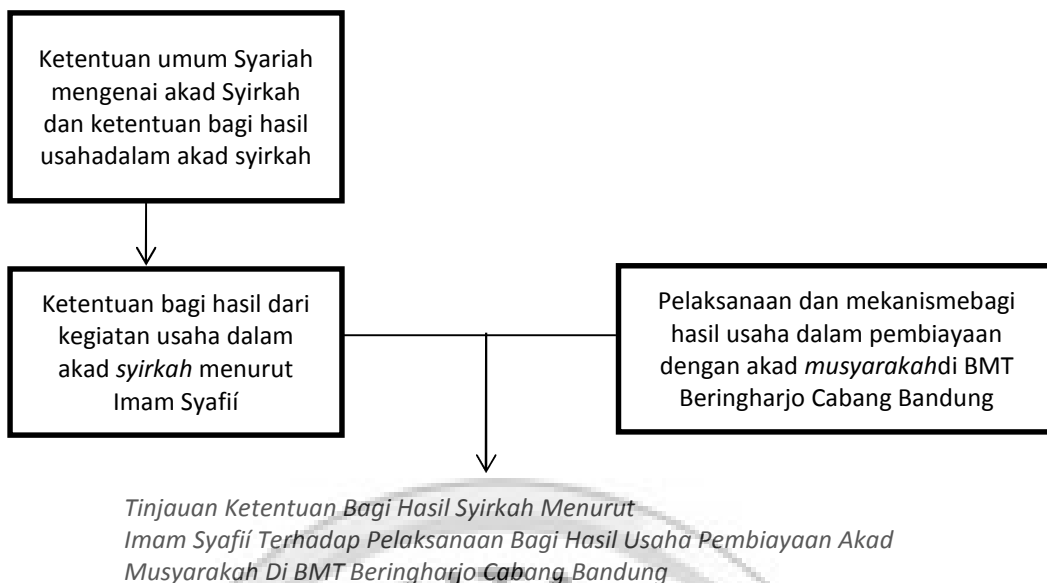 Ketentuan umum Syariah
mengenai akad Syirkah
dan ketentuan bagi hasil
usahadalam akad syirkah
Ketentuan bagi hasil dari
kegiatan usaha dalam
akad syirkah menurut
Imam Syafií
Pelaksanaan dan mekanismebagi
hasil usaha dalam pembiayaan
dengan akad musyarakahdi BMT
Beringharjo Cabang Bandung
Tinjauan Ketentuan Bagi Hasil Syirkah Menurut
Imam Syafií Terhadap Pelaksanaan Bagi Hasil Usaha Pembiayaan Akad
Musyarakah Di BMT Beringharjo Cabang Bandung